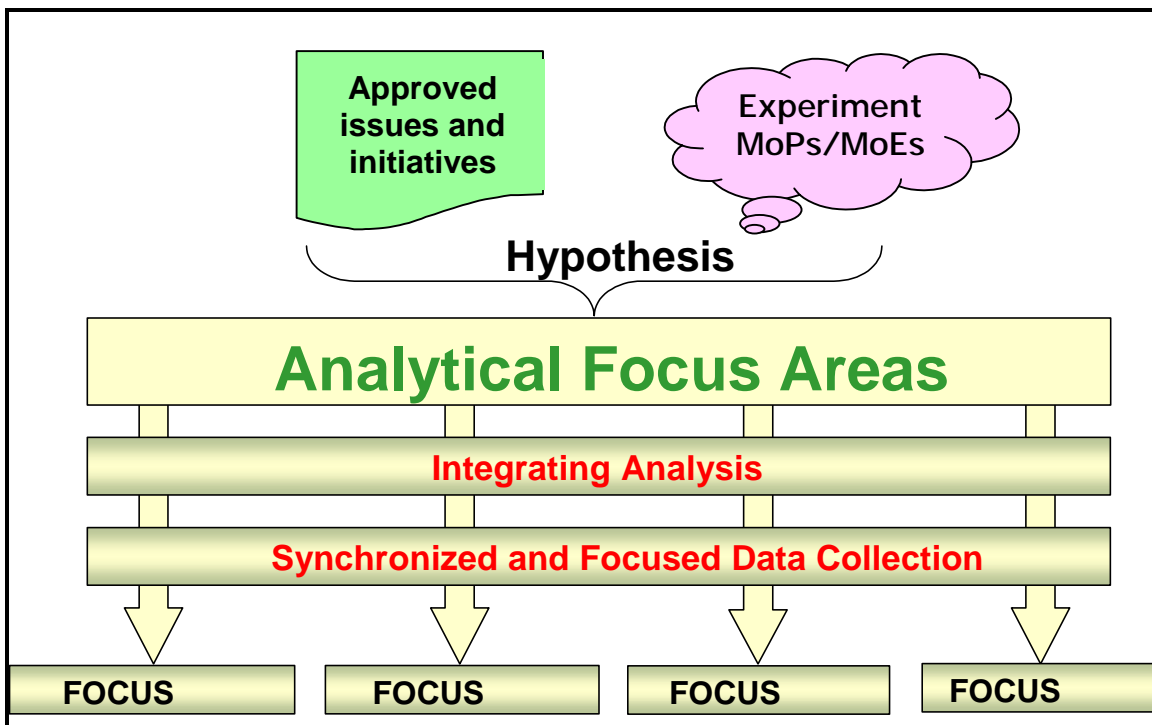 Approved
issues and
initiatives
Experiment
MoPs/MoEs
Hypothesis
Analytical Focus Areas
Integrating Analysis
Synchronized and Focused Data Collection
FOCUS
FOCUS
FOCUS
FOCUS